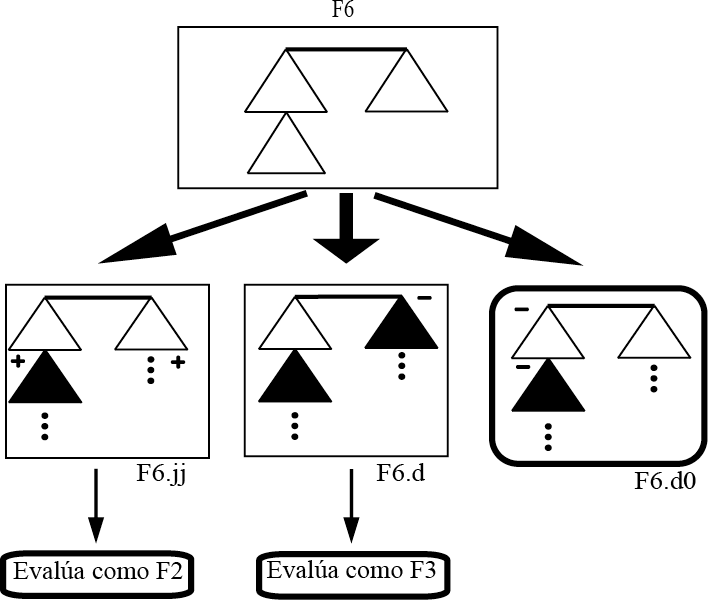 F6
+
+
F6.jj
−
F6.d
−
−
F6.d0
Evalúa como F2
Evalúa como F3